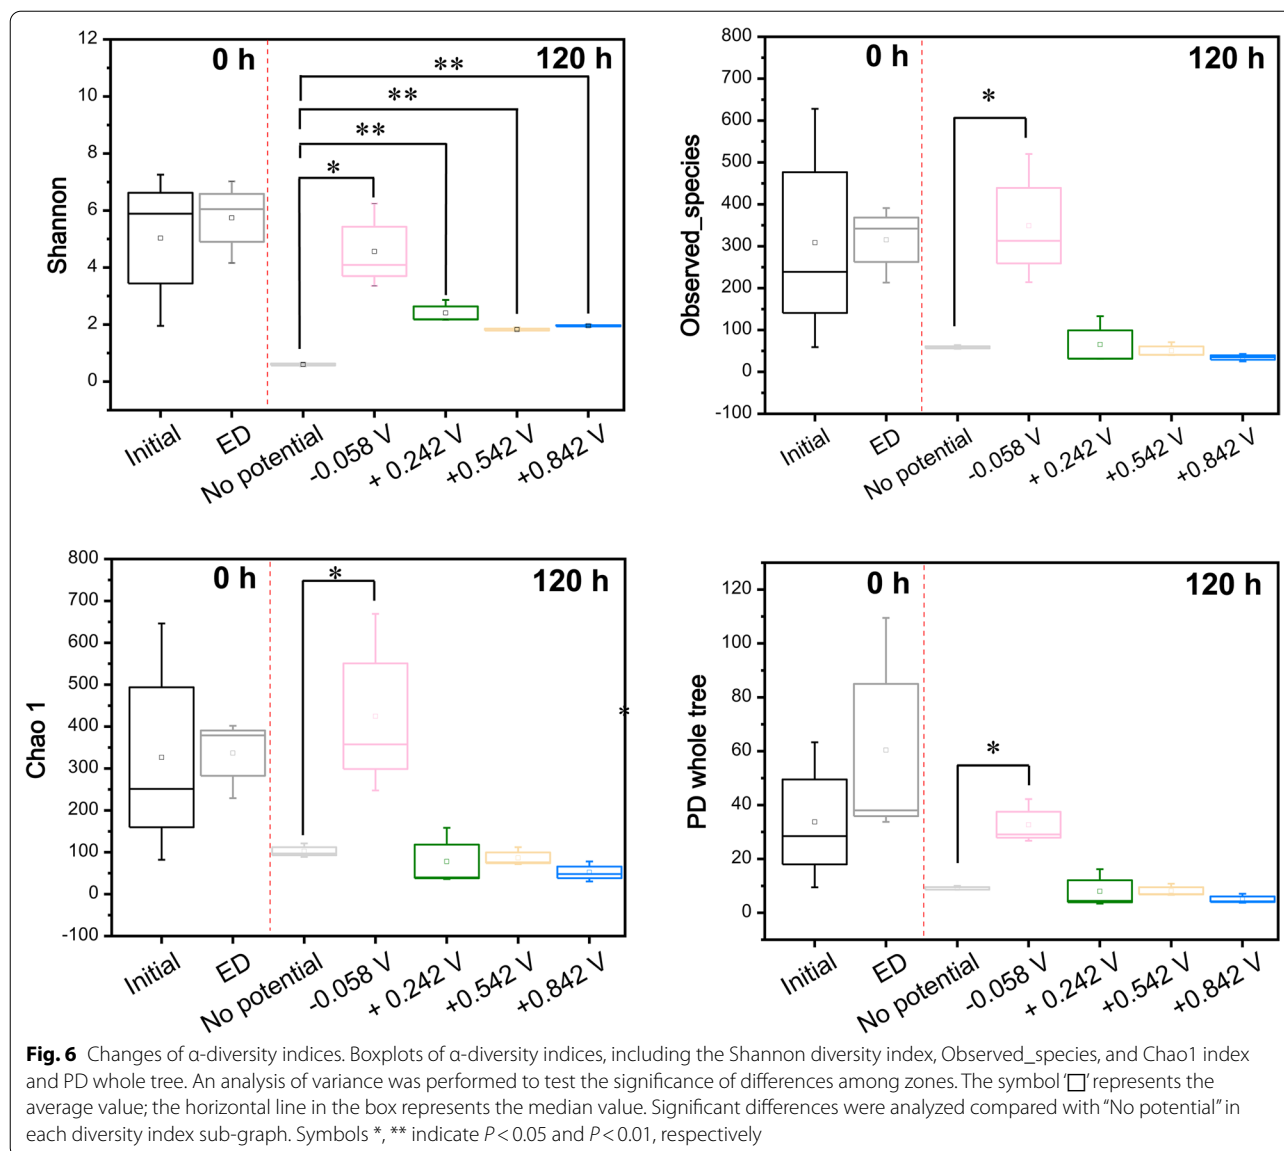 0 h
120 h
**
**
**
*
Shannon
12
10
8
6
4
2
0
Initial
ED
No potential
-0.058 V
+ 0.242 V
+0.542 V
+0.842 V
0 h
120 h
*
Observed_species
800
700
600
500
400
300
200
100
0
-100
Initial
ED
No potential
-0.058 V
+ 0.242 V
+0.542 V
+0.842 V
0 h
120 h
*
*
Chao 1
800
700
600
500
400
300
200
100
0
-100
Initial
ED
No potential
-0.058 V
+ 0.242 V
+0.542 V
+0.842 V
0 h
120 h
*
PD whole tree
120
100
80
60
40
20
0
Initial
ED
No potential
-0.058 V
+ 0.242 V
+0.542 V
+0.842 V
Fig. 6 Changes of α-diversity indices. Boxplots of α-diversity indices, including the Shannon diversity index, Observed_species, and Chao1 index
and PD whole tree. An analysis of variance was performed to test the significance of differences among zones. The symbol ‘□’ represents the
average value; the horizontal line in the box represents the median value. Significant differences were analyzed compared with “No potential” in
each diversity index sub-graph. Symbols *, ** indicate P < 0.05 and P < 0.01, respectively